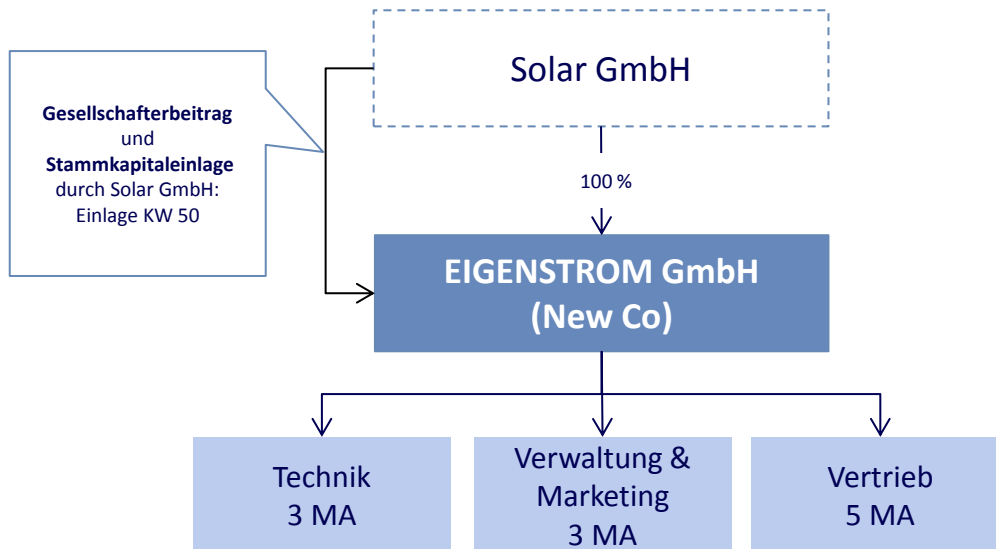 Solar GmbH
Gesellschafterbeitrag
und
Stammkapitaleinlage
durch Solar GmbH:
Einlage KW 50
100 %
EIGENSTROM GmbH
(New Co)
Technik
3 MA
Verwaltung &
Marketing
3 MA
Vertrieb
5 MA